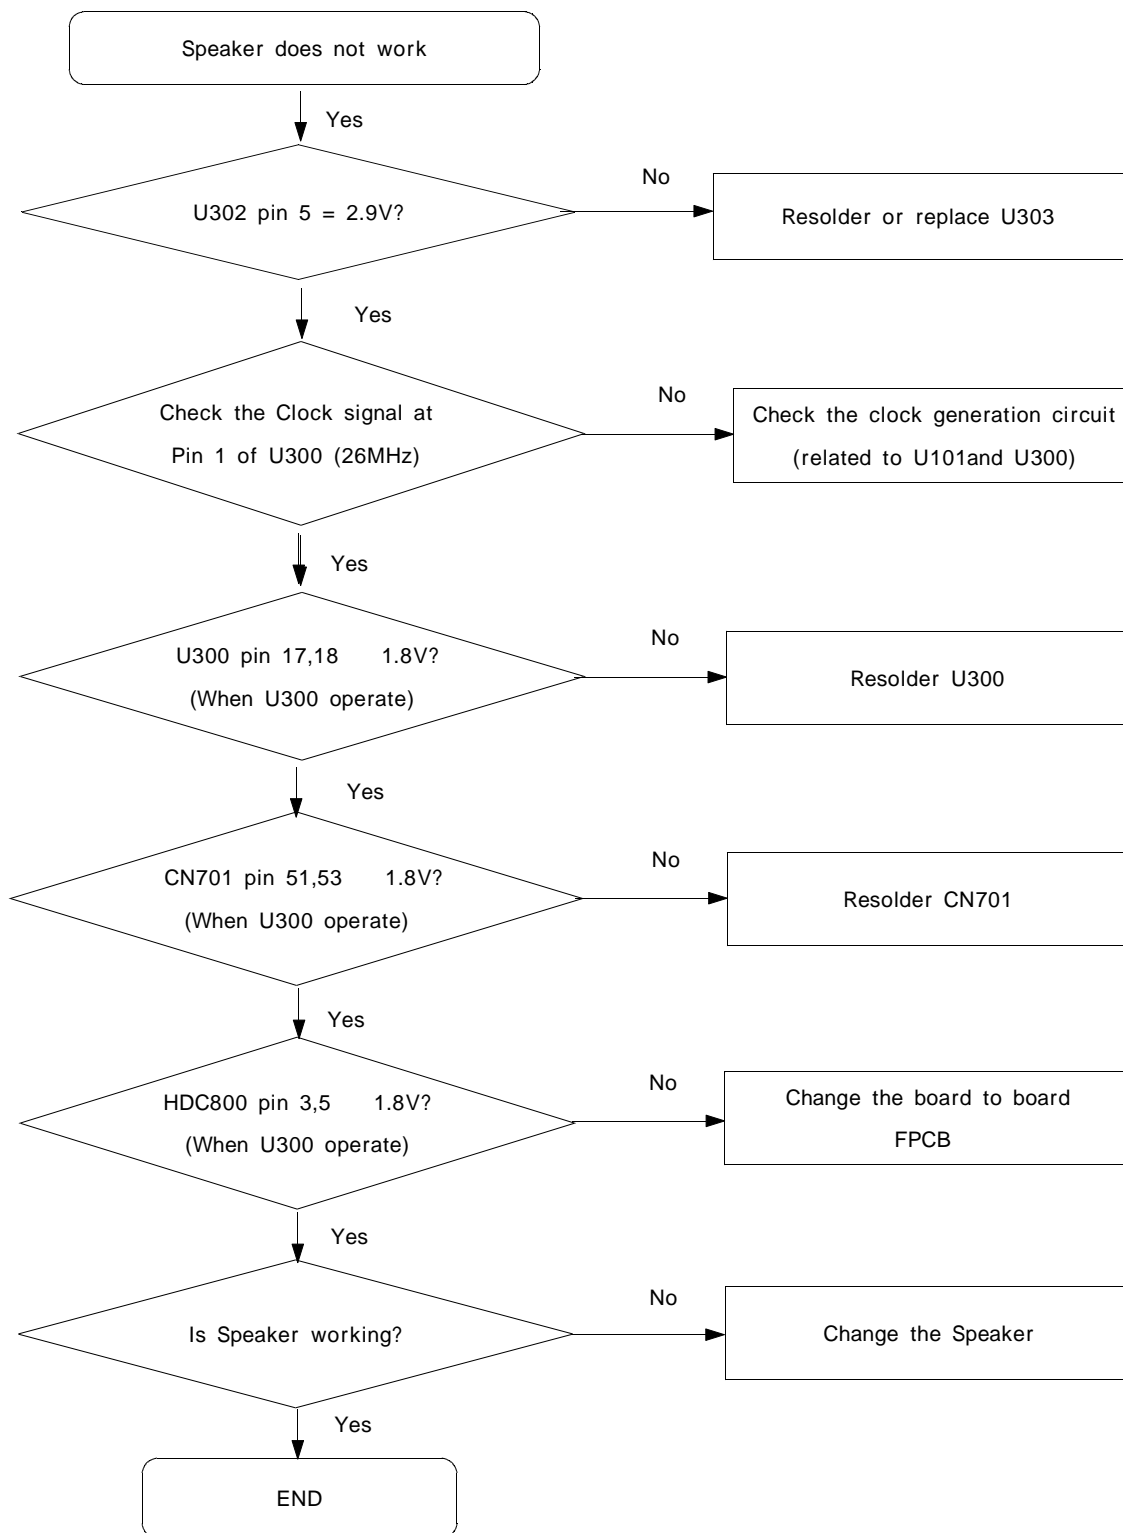 Speaker does not work
Yes
U302 pin 5 = 2.9V?
No
Resolder or replace U303
Yes
Check the Clock signal at
Pin 1 of U300 (26MHz)
No
Check the clock generation circuit
(related to U101and U300)
Yes
U300 pin 17,18 1.8V?
(When U300 operate)
No
Resolder U300
Yes
CN701 pin 51,53 1.8V?
(When U300 operate)
No
Resolder CN701
Yes
HDC800 pin 3,5 1.8V?
(When U300 operate)
No
Change the board to board
FPCB
Yes
Is Speaker working?
No
Change the Speaker
Yes
END